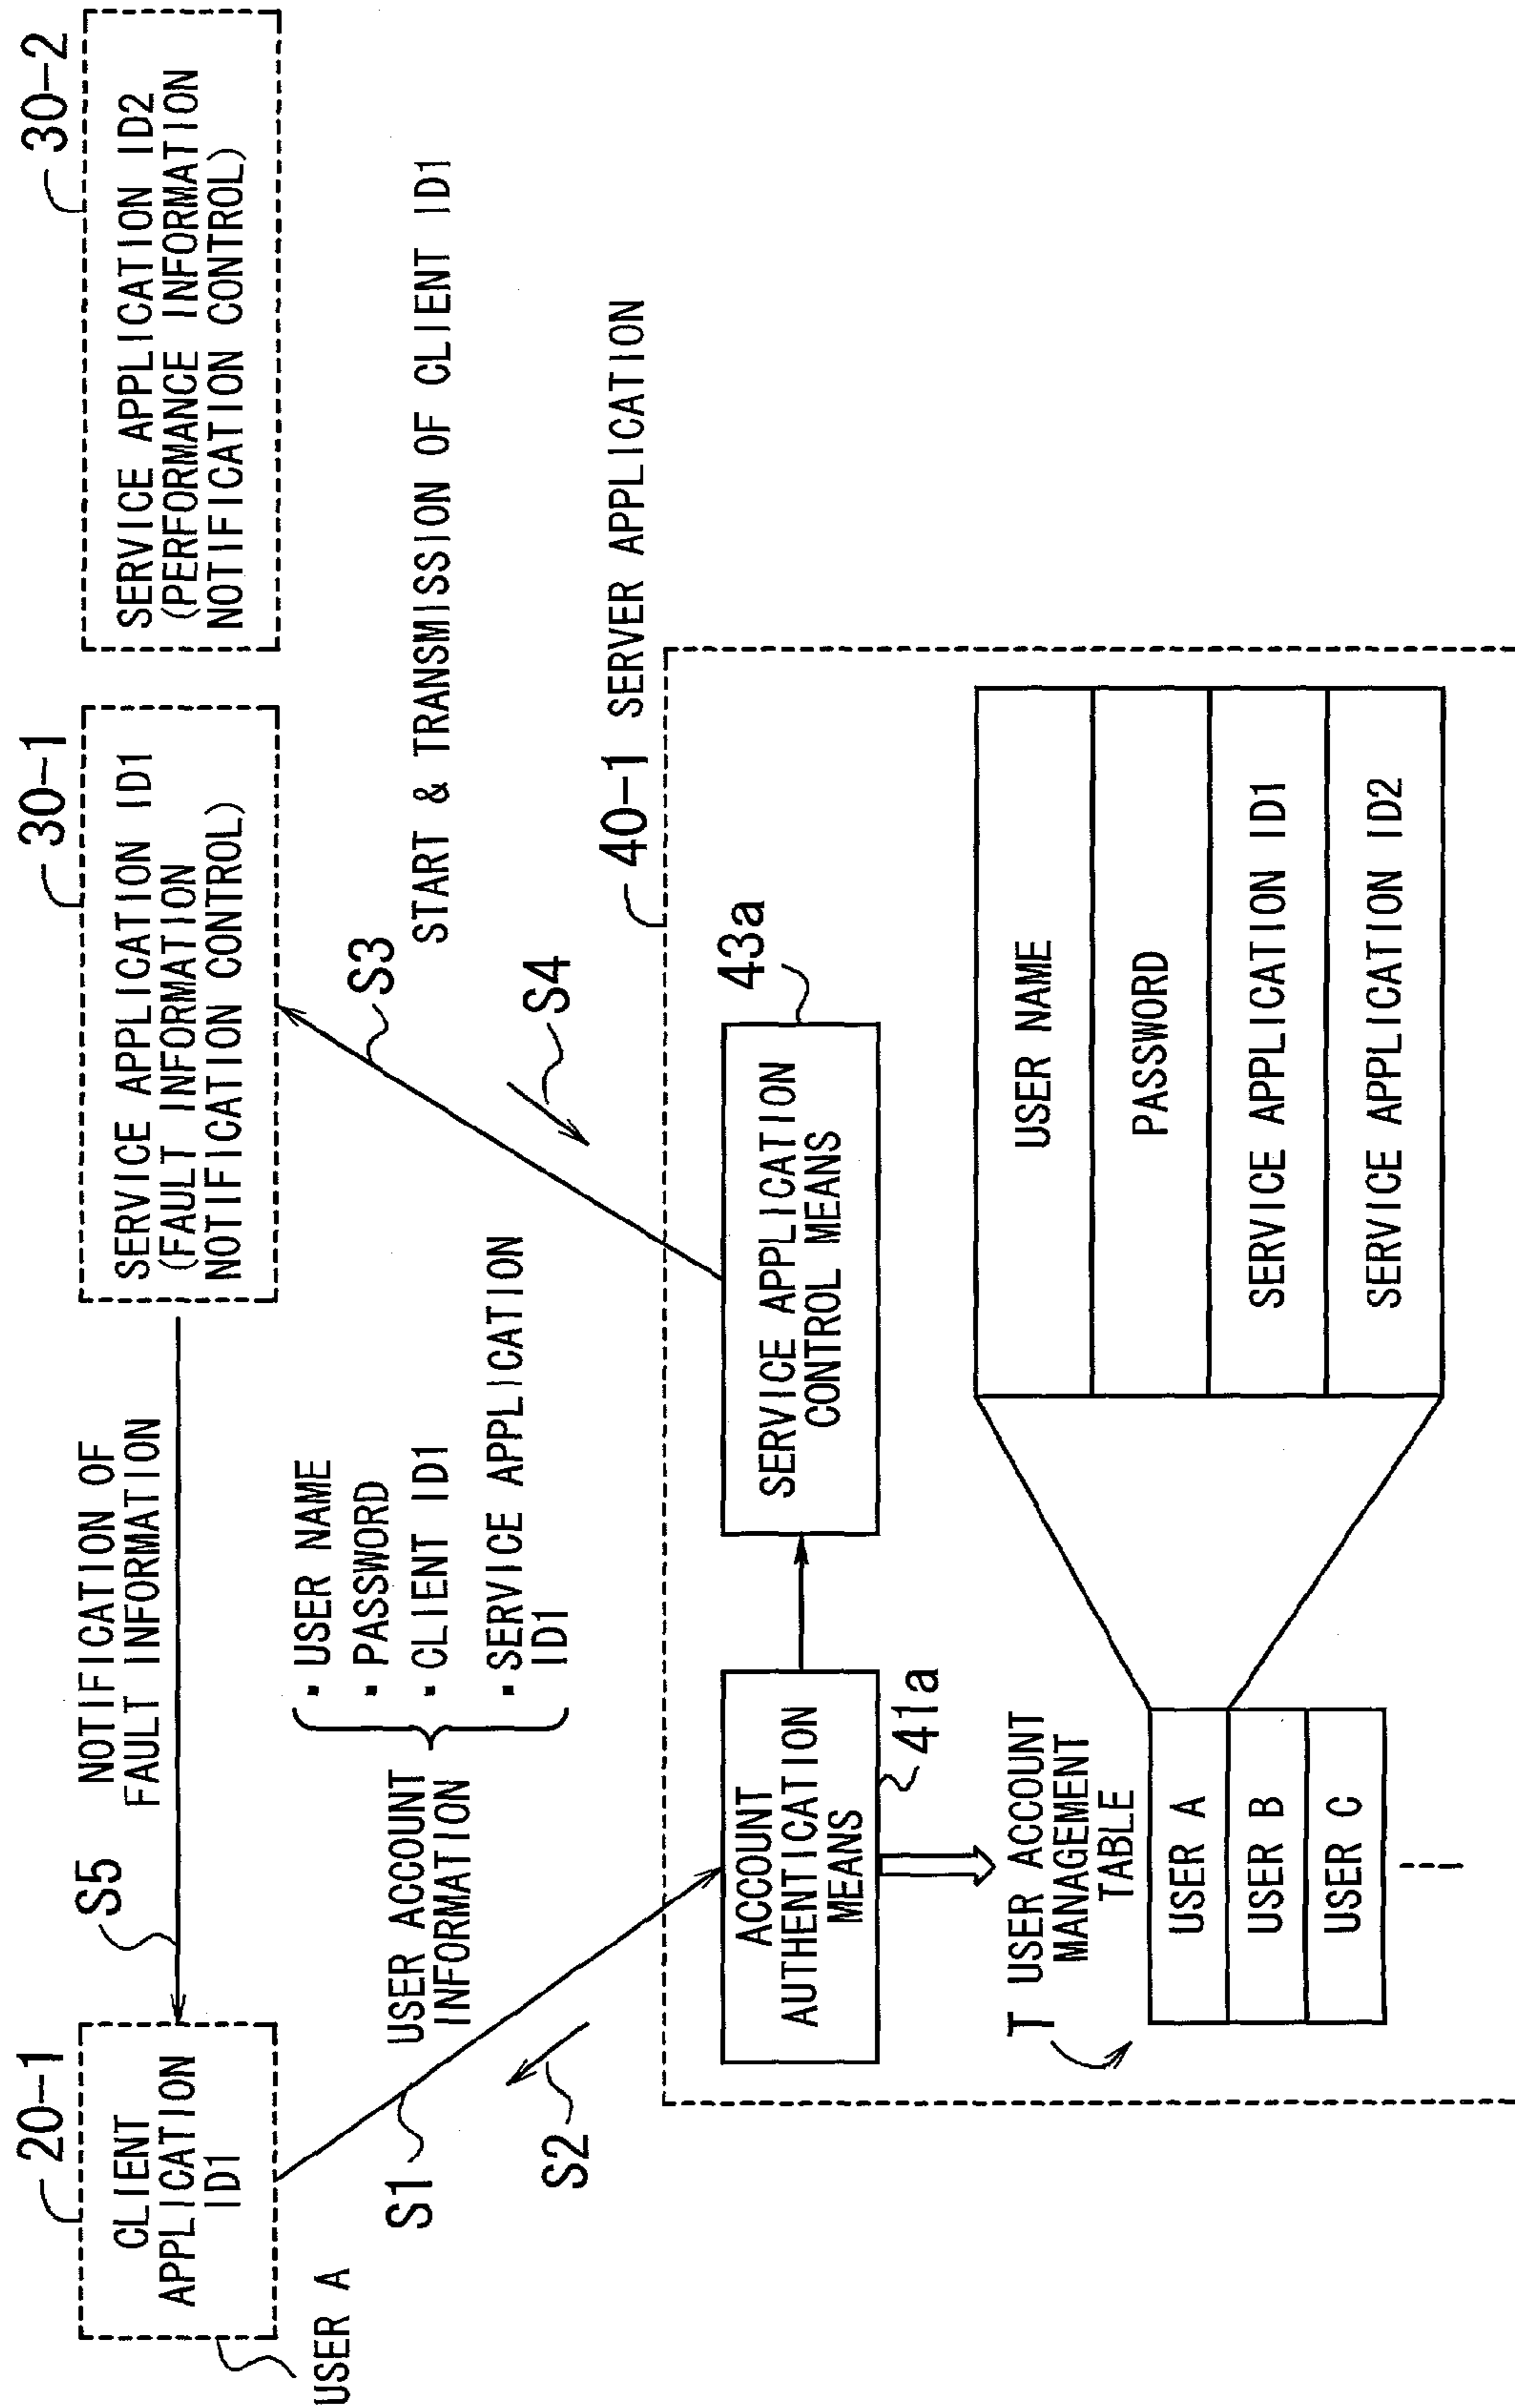 20-1
CLIENT
APPLICATION
ID1
USER A
S5
NOTIFICATION OF
FAULT INFORMATION
30-1
SERVICE APPLICATION ID1
(FAULT INFORMATION
NOTIFICATION CONTROL)
30-2
SERVICE APPLICATION ID2
(PERFORMANCE INFORMATION
NOTIFICATION CONTROL)
S1
S2
USER ACCOUNT
INFORMATION
・USER NAME
・PASSWORD
・CLIENT ID1
・SERVICE APPLICATION
ID1
S3
S4
START & TRANSMISSION OF CLIENT ID1
40-1 SERVER APPLICATION
ACCOUNT
AUTHENTICATION
MEANS
41a
SERVICE APPLICATION
CONTROL MEANS
43a
T USER ACCOUNT
MANAGEMENT
TABLE
USER A
USER B
USER C
USER NAME
PASSWORD
SERVICE APPLICATION ID1
SERVICE APPLICATION ID2